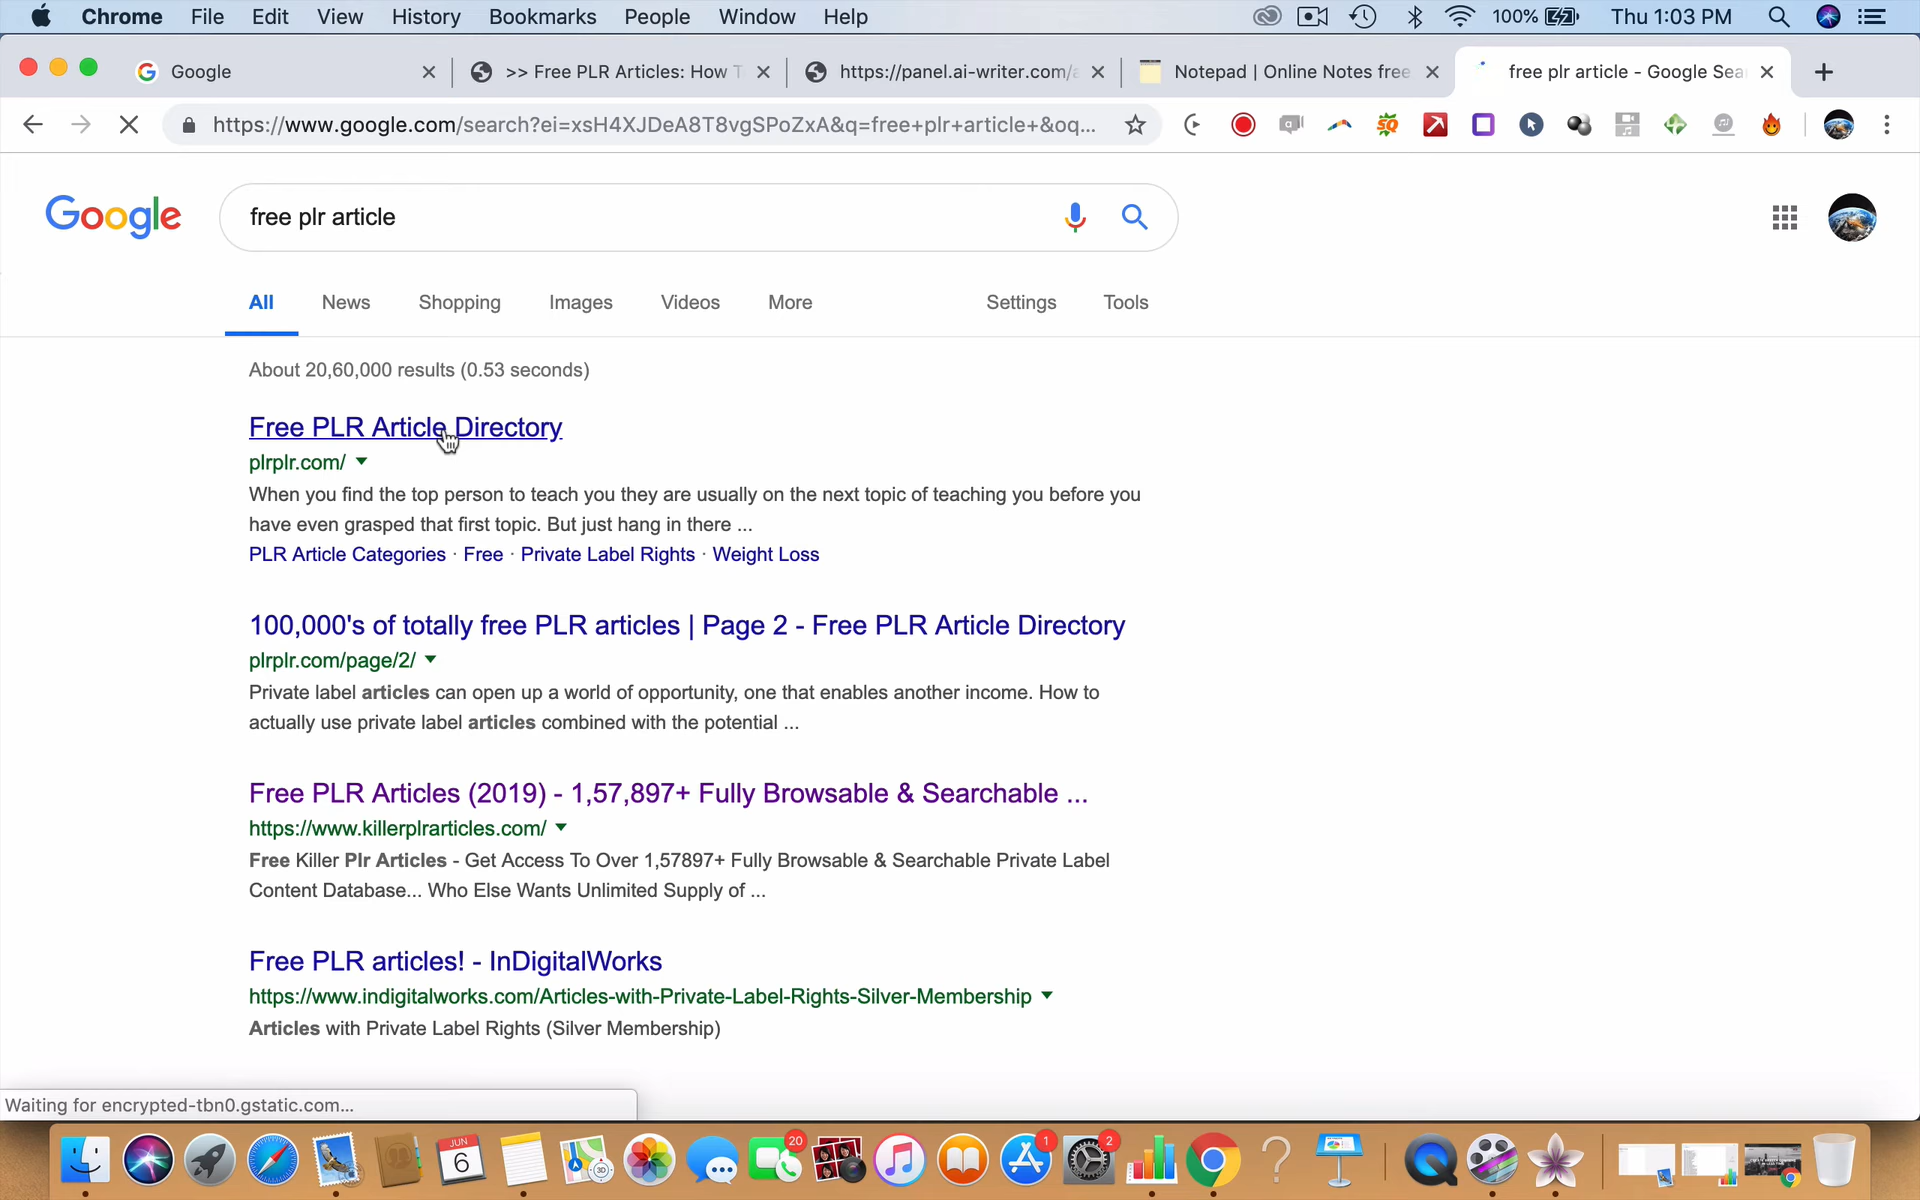 Chrome File Edit View History Bookmarks People Window Help 100% Thu 1:03 PM
Google >> Free PLR Articles: How T https://panel.ai-writer.com/a Notepad | Online Notes free free plr article - Google Sea
https://www.google.com/search?ei=xsH4XJDeA8T8vgSPoZxA&q=free+plr+article+&oq...
Google free plr article
All News Shopping Images Videos More Settings Tools
About 20,60,000 results (0.53 seconds)
Free PLR Article Directory
plrplr.com/
When you find the top person to teach you they are usually on the next topic of teaching you before you
have even grasped that first topic. But just hang in there ...
PLR Article Categories · Free · Private Label Rights · Weight Loss
100,000's of totally free PLR articles | Page 2 - Free PLR Article Directory
plrplr.com/page/2/
Private label articles can open up a world of opportunity, one that enables another income. How to
actually use private label articles combined with the potential ...
Free PLR Articles (2019) - 1,57,897+ Fully Browsable & Searchable ...
https://www.killerplrarticles.com/
Free Killer Plr Articles - Get Access To Over 1,57897+ Fully Browsable & Searchable Private Label
Content Database... Who Else Wants Unlimited Supply of ...
Free PLR articles! - InDigitalWorks
https://www.indigitalworks.com/Articles-with-Private-Label-Rights-Silver-Membership
Articles with Private Label Rights (Silver Membership)
Waiting for encrypted-tbn0.gstatic.com...
JUN 6 3D 20 1 2